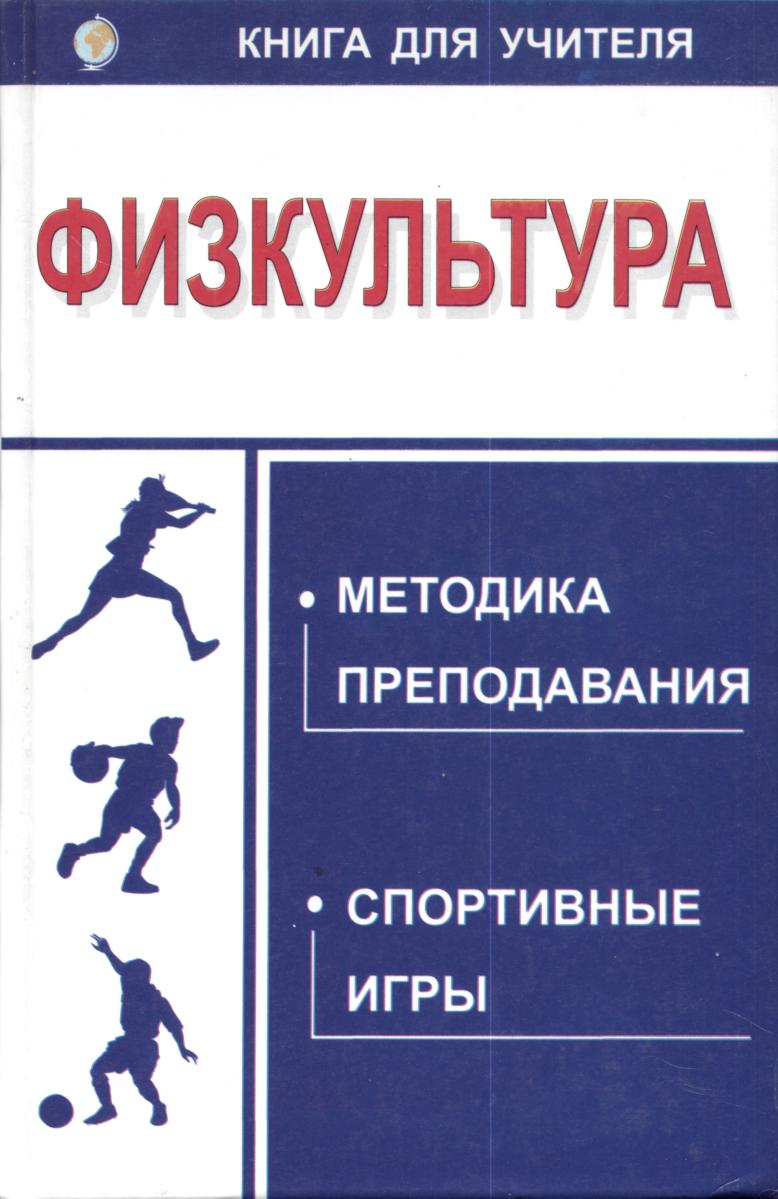 КНИГА ДЛЯ УЧИТЕЛЯ
ФИЗКУЛЬТУРА
• МЕТОДИКА
ПРЕПОДАВАНИЯ
• СПОРТИВНЫЕ
ИГРЫ